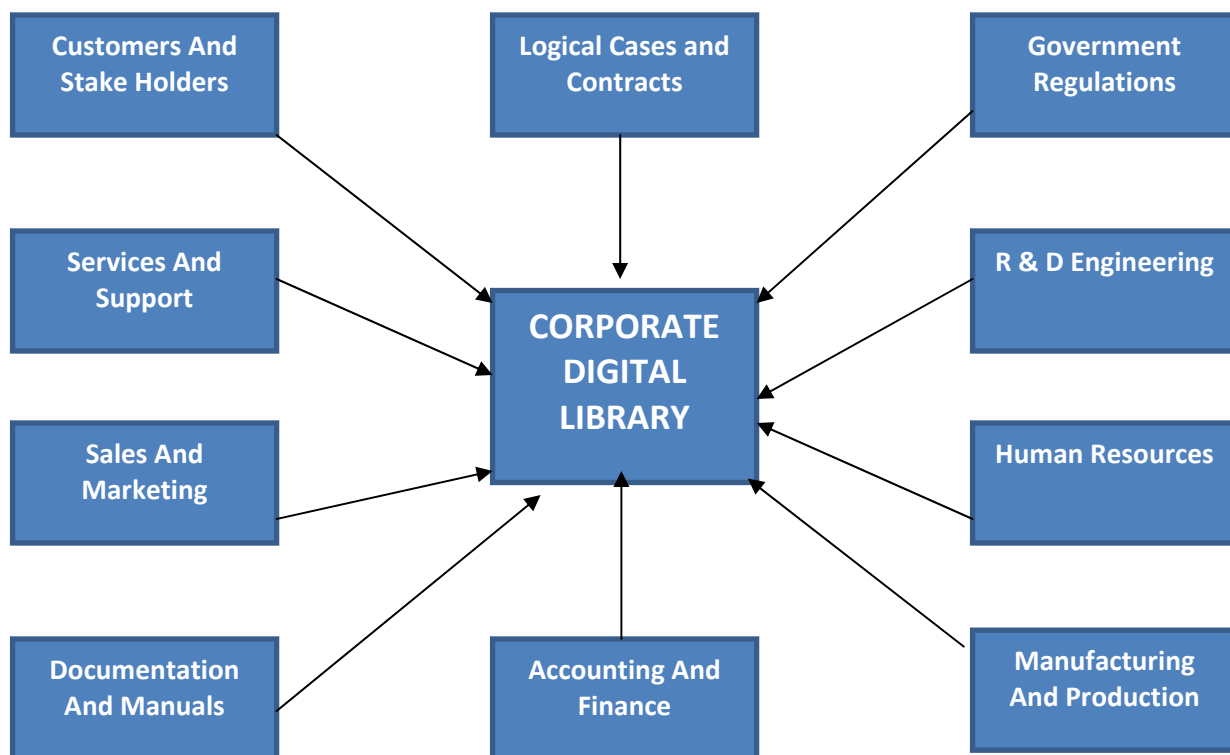 Customers And
Stake Holders
Logical Cases and
Contracts
Government
Regulations
Services And
Support
R & D Engineering
CORPORATE
DIGITAL
LIBRARY
Sales And
Marketing
Human Resources
Documentation
And Manuals
Accounting And
Finance
Manufacturing
And Production